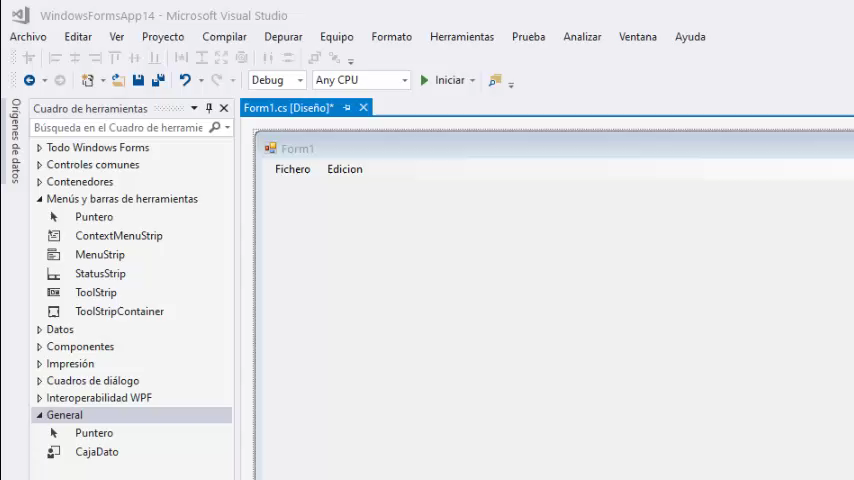 WindowsFormsApp14 - Microsoft Visual Studio
Archivo Editar Ver Proyecto Compilar Depurar Equipo Formato Herramientas Prueba Analizar Ventana Ayuda
Debug Any CPU Iniciar
Orígenes de datos
Cuadro de herramientas
Form1.cs [Diseño]*
Búsqueda en el Cuadro de herramie
Todo Windows Forms
Controles comunes
Contenedores
Menús y barras de herramientas
Puntero
ContextMenuStrip
MenuStrip
StatusStrip
ToolStrip
ToolStripContainer
Datos
Componentes
Impresión
Cuadros de diálogo
Interoperabilidad WPF
General
Puntero
CajaDato
Form1
Fichero Edicion